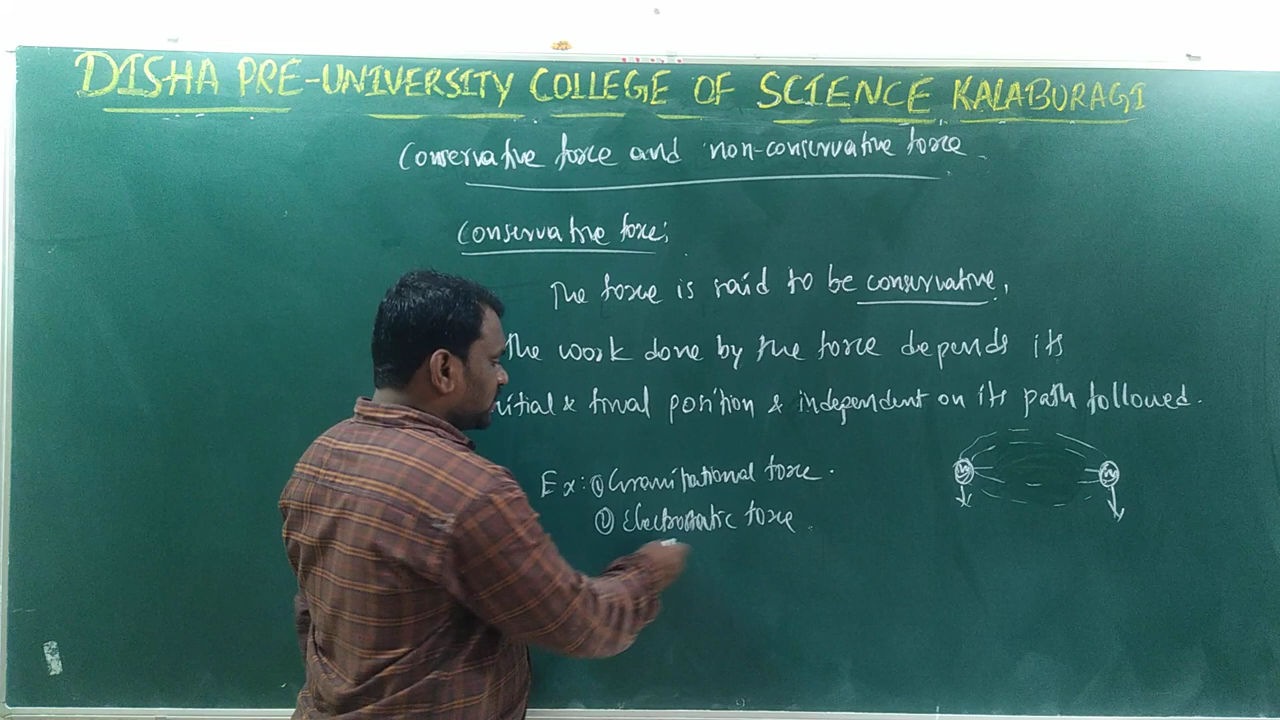 DISHA PRE-UNIVERSITY COLLEGE OF SCIENCE KALABURAGI
Conservative force and non-conservative force.
Conservative force:
The force is said to be conservative,
The work done by the force depends its
initial & final position & independent on its path followed.
Ex: ① Gravitational force.
② Electrostatic force.